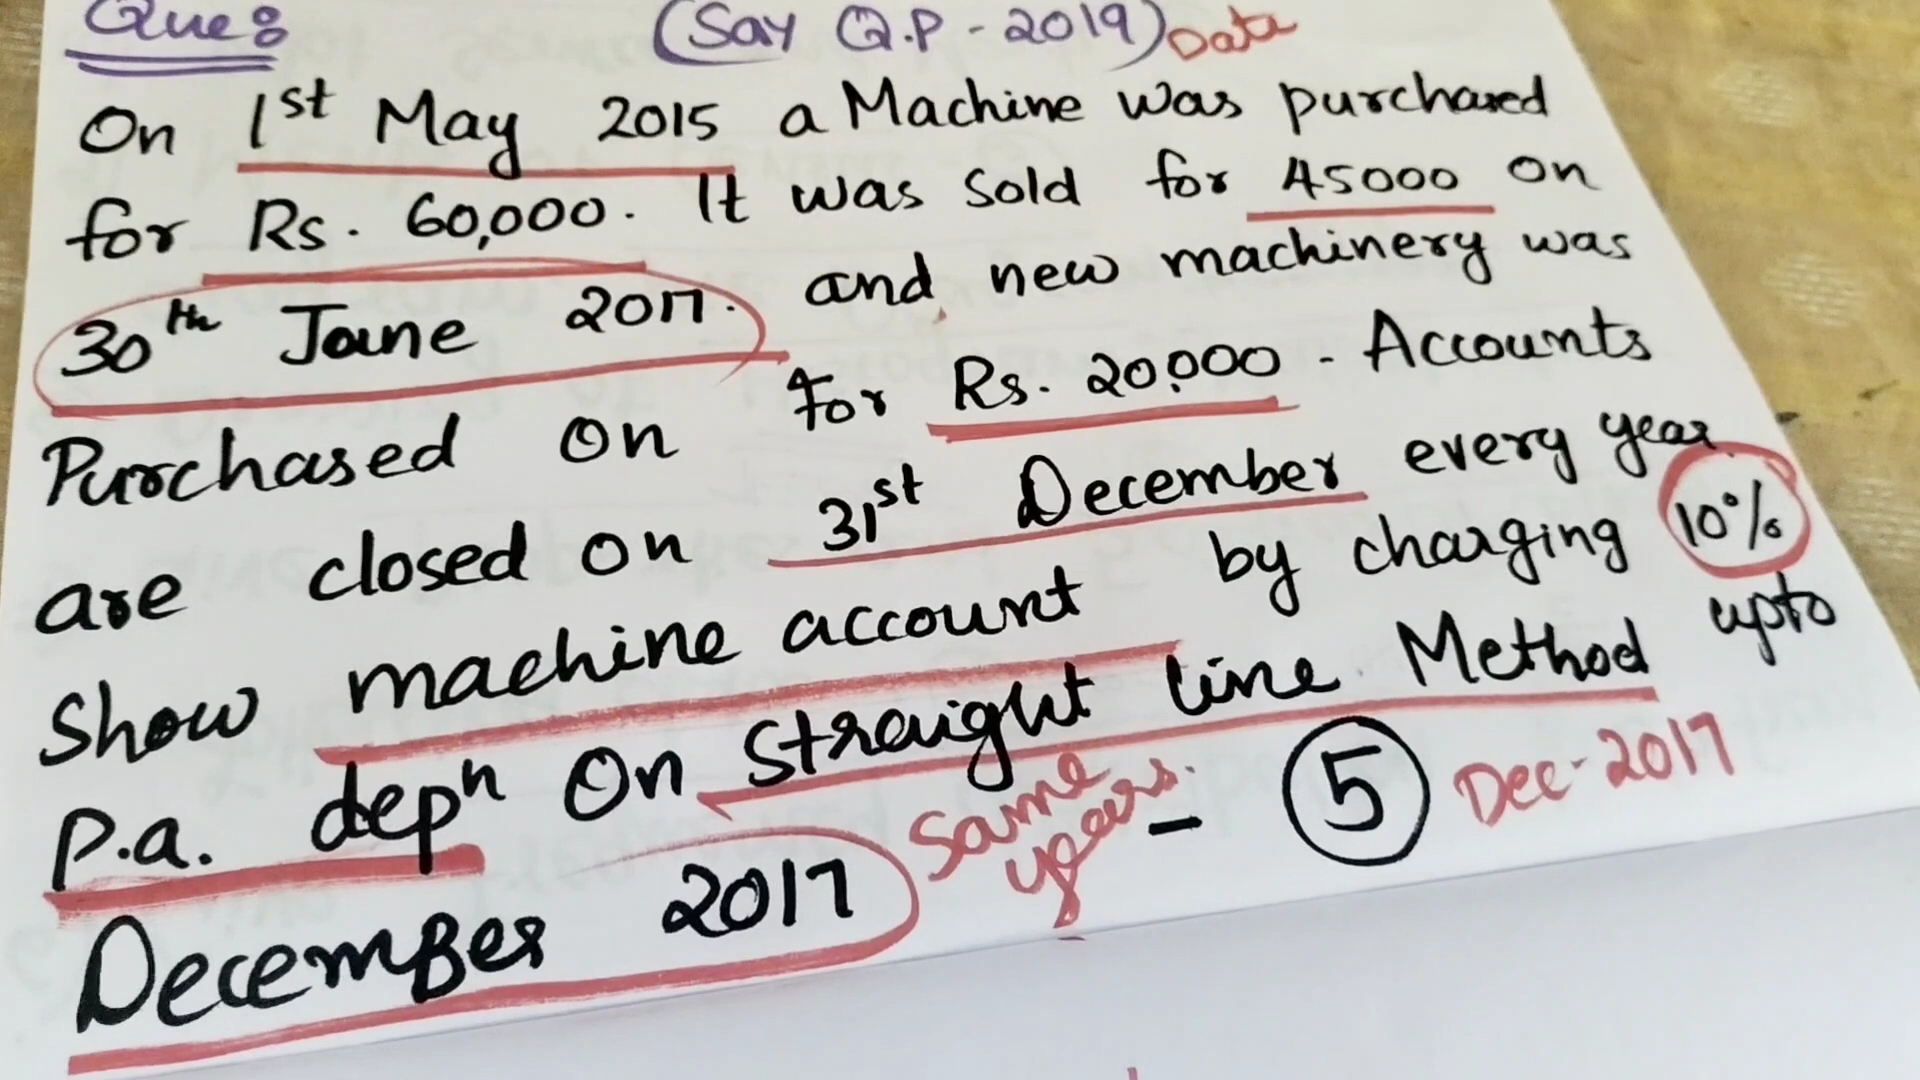 Que: (Say Q.P - 2019) Data
On 1st May 2015 a Machine was purchased
for Rs. 60,000. It was sold for 45000 on
30th June 2017. and new machinery was
Purchased on for Rs. 20,000. Accounts
are closed on 31st December every year
Show machine account by charging 10%
P.a. depn On Straight line Method upto
December 2017 Same years. - 5 Dec-2017